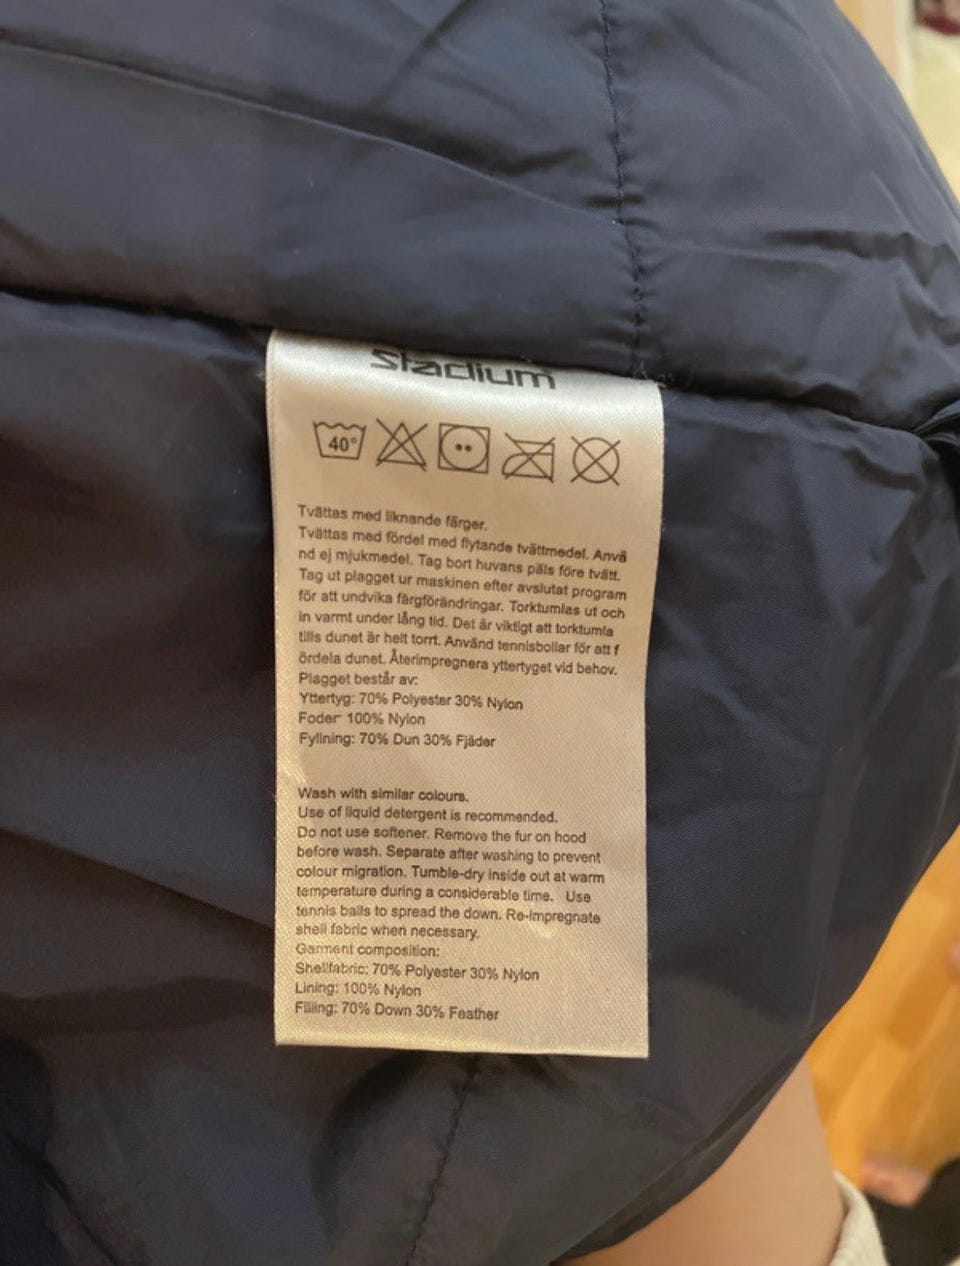 Stadium
40°
Tvättas med liknande färger.
Tvättas med fördel med flytande tvättmedel. Anvä
nd ej mjukmedel. Tag bort huvans päls före tvätt.
Tag ut plagget ur maskinen efter avslutat program
för att undvika färgförändringar. Torktumlas ut och
in varmt under lång tid. Det är viktigt att torktumla
tills dunet är helt torrt. Använd tennisbollar för att f
ördela dunet. Återimpregnera yttertyget vid behov.
Plagget består av:
Yttertyg: 70% Polyester 30% Nylon
Foder 100% Nylon
Fyllning: 70% Dun 30% Fjäder
Wash with similar colours.
Use of liquid detergent is recommended.
Do not use softener. Remove the fur on hood
before wash. Separate after washing to prevent
colour migration. Tumble-dry inside out at warm
temperature during a considerable time. Use
tennis balls to spread the down. Re-impregnate
shell fabric when necessary.
Garment composition:
Shellfabric: 70% Polyester 30% Nylon
Lining: 100% Nylon
Filling: 70% Down 30% Feather